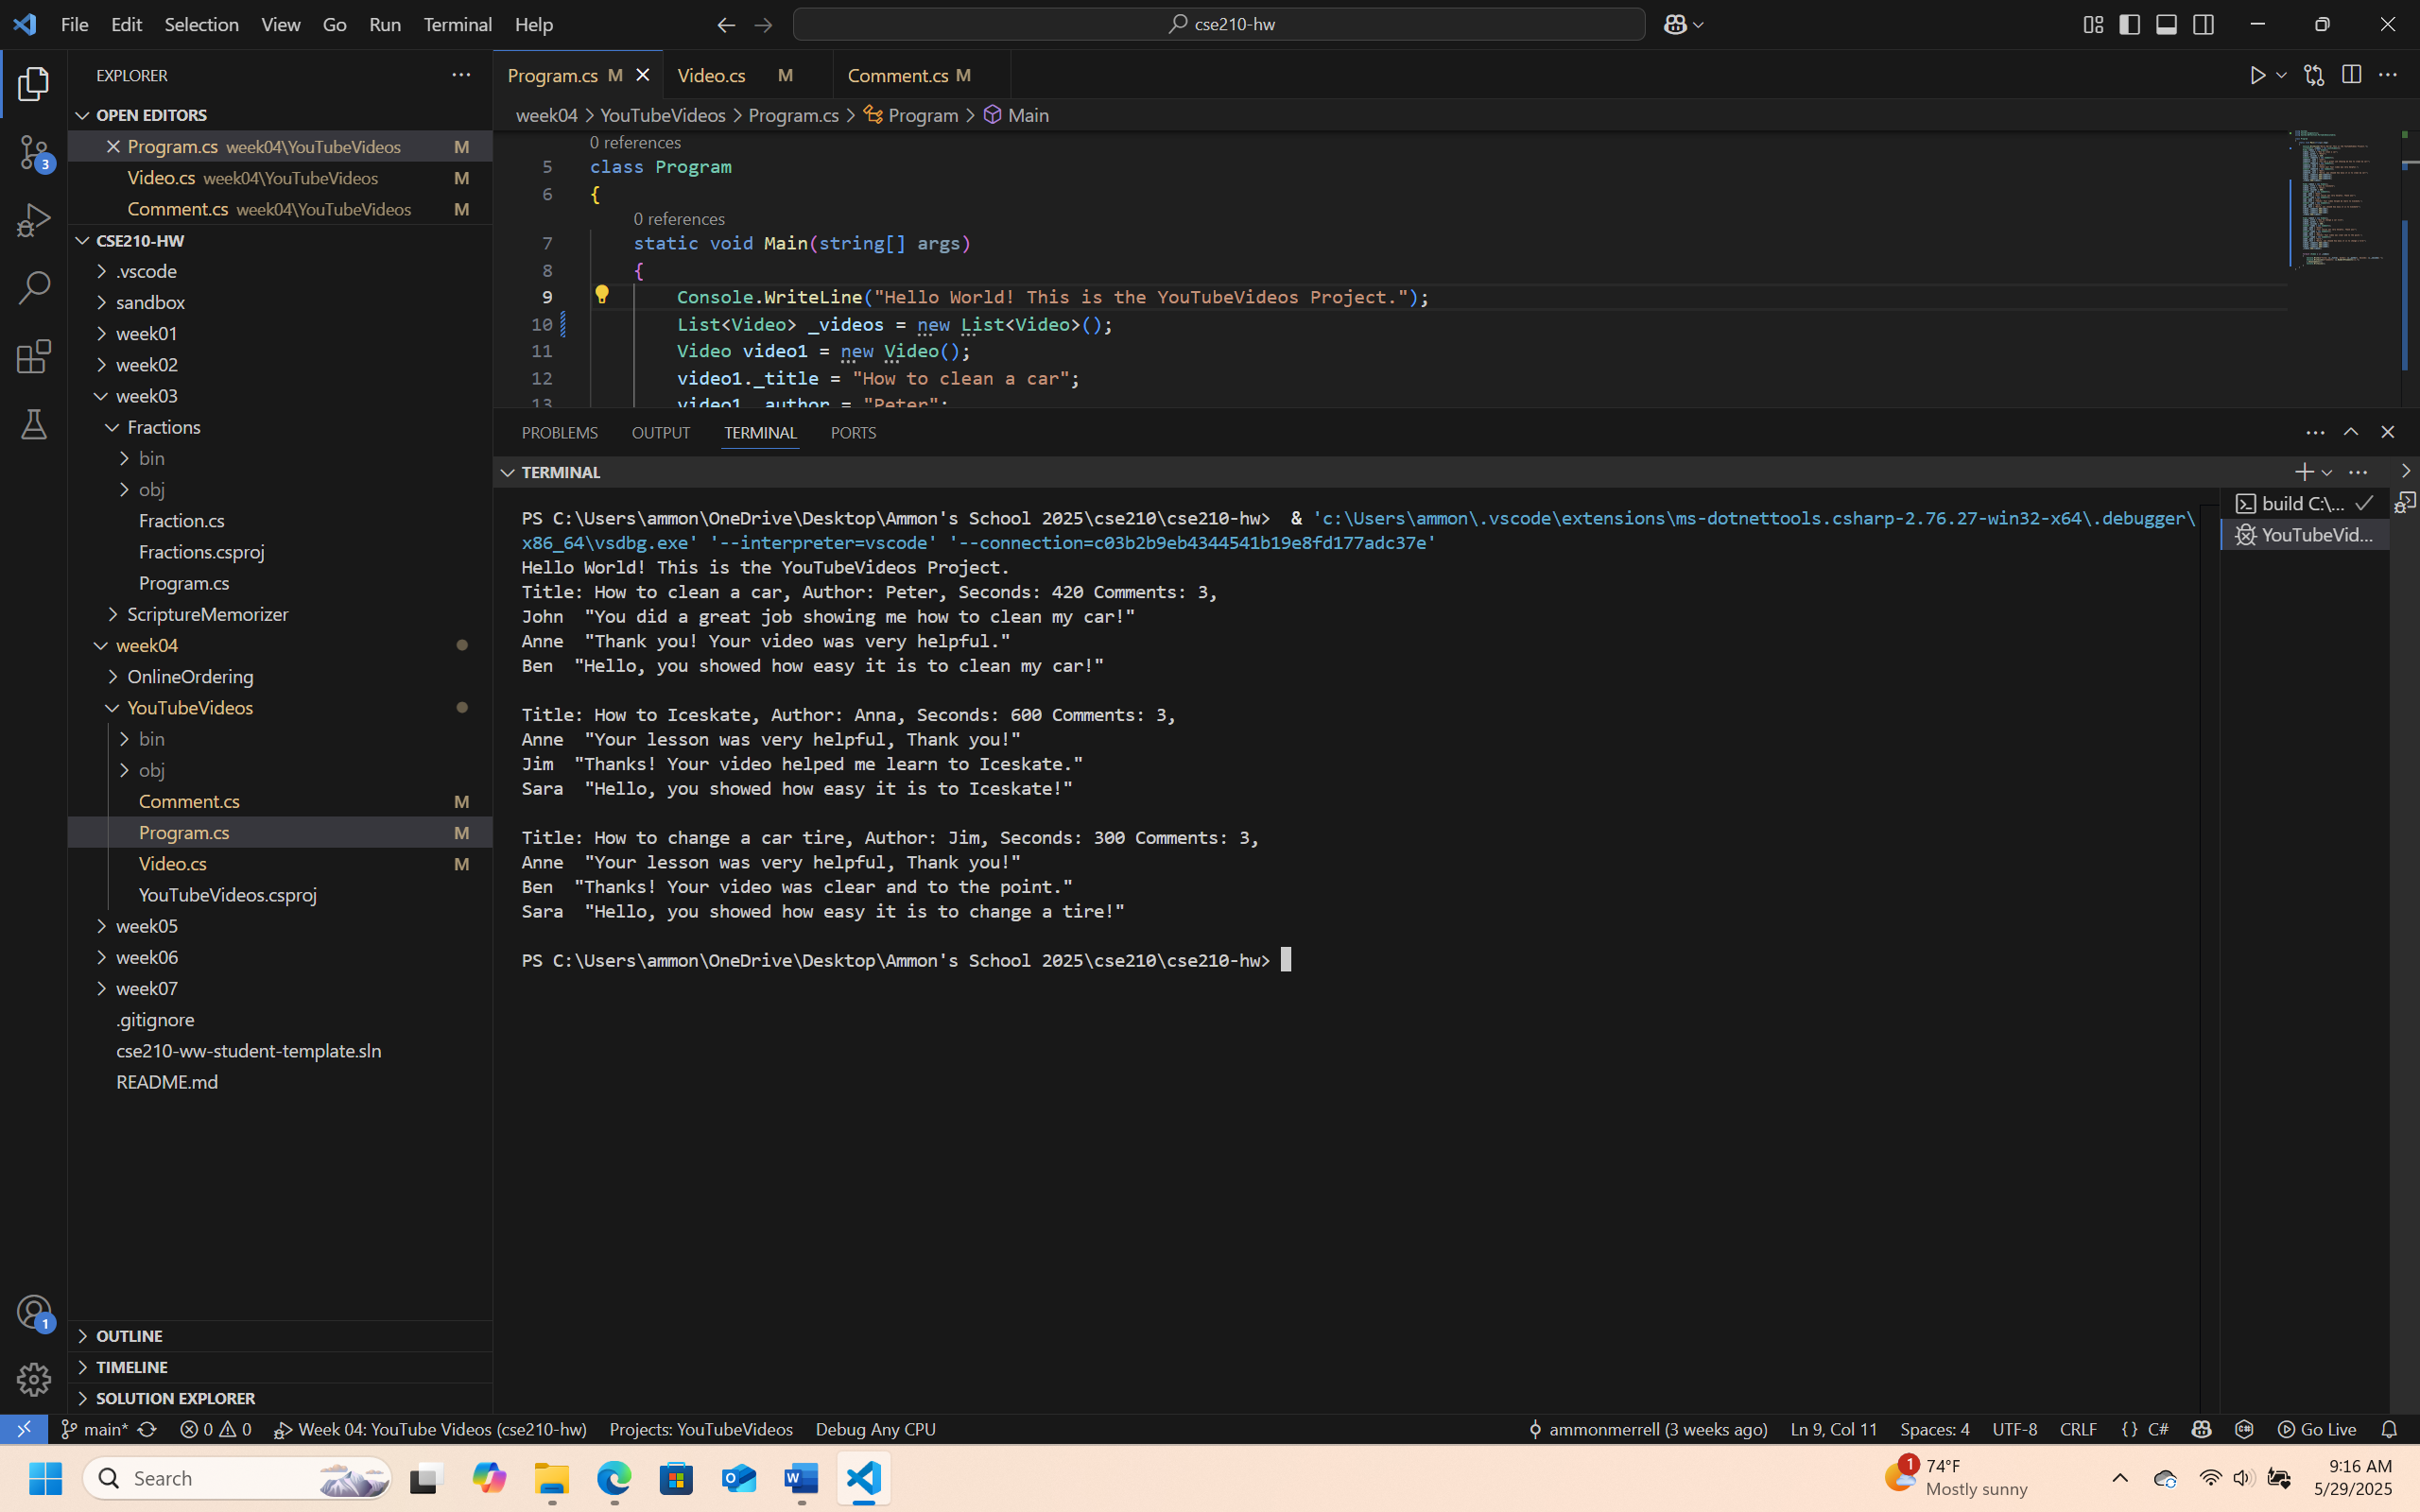 File Edit Selection View Go Run Terminal Help
cse210-hw
EXPLORER
OPEN EDITORS
Program.cs week04\YouTubeVideos M
Video.cs week04\YouTubeVideos M
Comment.cs week04\YouTubeVideos M
CSE210-HW
.vscode
sandbox
week01
week02
week03
Fractions
bin
obj
Fraction.cs
Fractions.csproj
Program.cs
ScriptureMemorizer
week04
OnlineOrdering
YouTubeVideos
bin
obj
Comment.cs M
Program.cs M
Video.cs M
YouTubeVideos.csproj
week05
week06
week07
.gitignore
cse210-ww-student-template.sln
README.md
OUTLINE
TIMELINE
SOLUTION EXPLORER
3
1
Program.cs M Video.cs M Comment.cs M
week04 > YouTubeVideos > Program.cs > Program > Main
0 references
5 class Program
6 {
0 references
7 static void Main(string[] args)
8 {
9 Console.WriteLine("Hello World! This is the YouTubeVideos Project.");
10 List<Video> _videos = new List<Video>();
11 Video video1 = new Video();
12 video1._title = "How to clean a car";
13 video1._author = "Peter";
PROBLEMS OUTPUT TERMINAL PORTS
TERMINAL
PS C:\Users\ammon\OneDrive\Desktop\Ammon's School 2025\cse210\cse210-hw> & 'c:\Users\ammon\.vscode\extensions\ms-dotnettools.csharp-2.76.27-win32-x64\.debugger\
x86_64\vsdbg.exe' '--interpreter=vscode' '--connection=c03b2b9eb4344541b19e8fd177adc37e'
Hello World! This is the YouTubeVideos Project.
Title: How to clean a car, Author: Peter, Seconds: 420 Comments: 3,
John "You did a great job showing me how to clean my car!"
Anne "Thank you! Your video was very helpful."
Ben "Hello, you showed how easy it is to clean my car!"
Title: How to Iceskate, Author: Anna, Seconds: 600 Comments: 3,
Anne "Your lesson was very helpful, Thank you!"
Jim "Thanks! Your video helped me learn to Iceskate."
Sara "Hello, you showed how easy it is to Iceskate!"
Title: How to change a car tire, Author: Jim, Seconds: 300 Comments: 3,
Anne "Your lesson was very helpful, Thank you!"
Ben "Thanks! Your video was clear and to the point."
Sara "Hello, you showed how easy it is to change a tire!"
PS C:\Users\ammon\OneDrive\Desktop\Ammon's School 2025\cse210\cse210-hw>
build C:\...
YouTubeVid...
main* 0 0 Week 04: YouTube Videos (cse210-hw) Projects: YouTubeVideos Debug Any CPU
ammonmerrell (3 weeks ago) Ln 9, Col 11 Spaces: 4 UTF-8 CRLF {} C# Go Live
Search
1
74°F
Mostly sunny
9:16 AM
5/29/2025